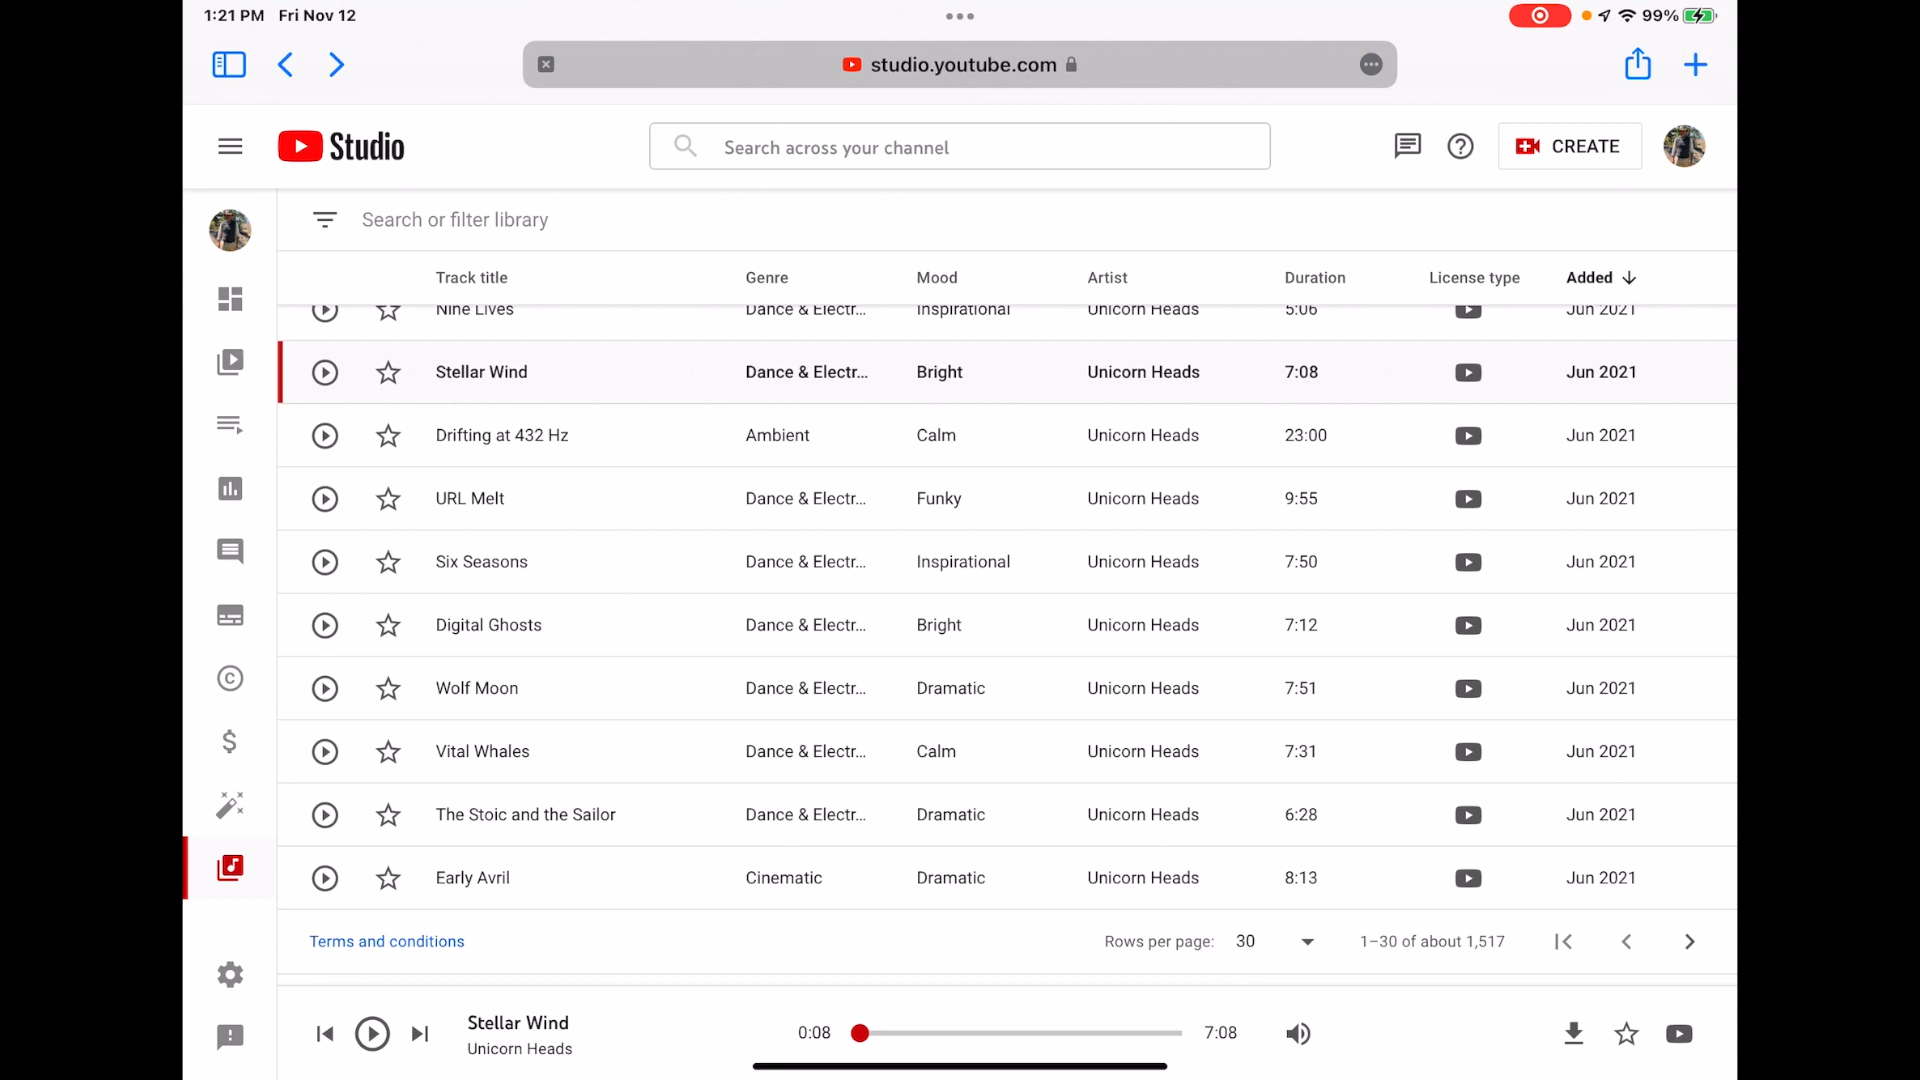 1:21 PM Fri Nov 12
99%
studio.youtube.com
Studio
Search across your channel
CREATE
Search or filter library
Track title Genre Mood Artist Duration License type Added
Nine Lives Dance & Electr... Inspirational Unicorn Heads 5:06 Jun 2021
Stellar Wind Dance & Electr... Bright Unicorn Heads 7:08 Jun 2021
Drifting at 432 Hz Ambient Calm Unicorn Heads 23:00 Jun 2021
URL Melt Dance & Electr... Funky Unicorn Heads 9:55 Jun 2021
Six Seasons Dance & Electr... Inspirational Unicorn Heads 7:50 Jun 2021
Digital Ghosts Dance & Electr... Bright Unicorn Heads 7:12 Jun 2021
Wolf Moon Dance & Electr... Dramatic Unicorn Heads 7:51 Jun 2021
Vital Whales Dance & Electr... Calm Unicorn Heads 7:31 Jun 2021
The Stoic and the Sailor Dance & Electr... Dramatic Unicorn Heads 6:28 Jun 2021
Early Avril Cinematic Dramatic Unicorn Heads 8:13 Jun 2021
Terms and conditions Rows per page: 30 1–30 of about 1,517
Stellar Wind
Unicorn Heads
0:08 7:08